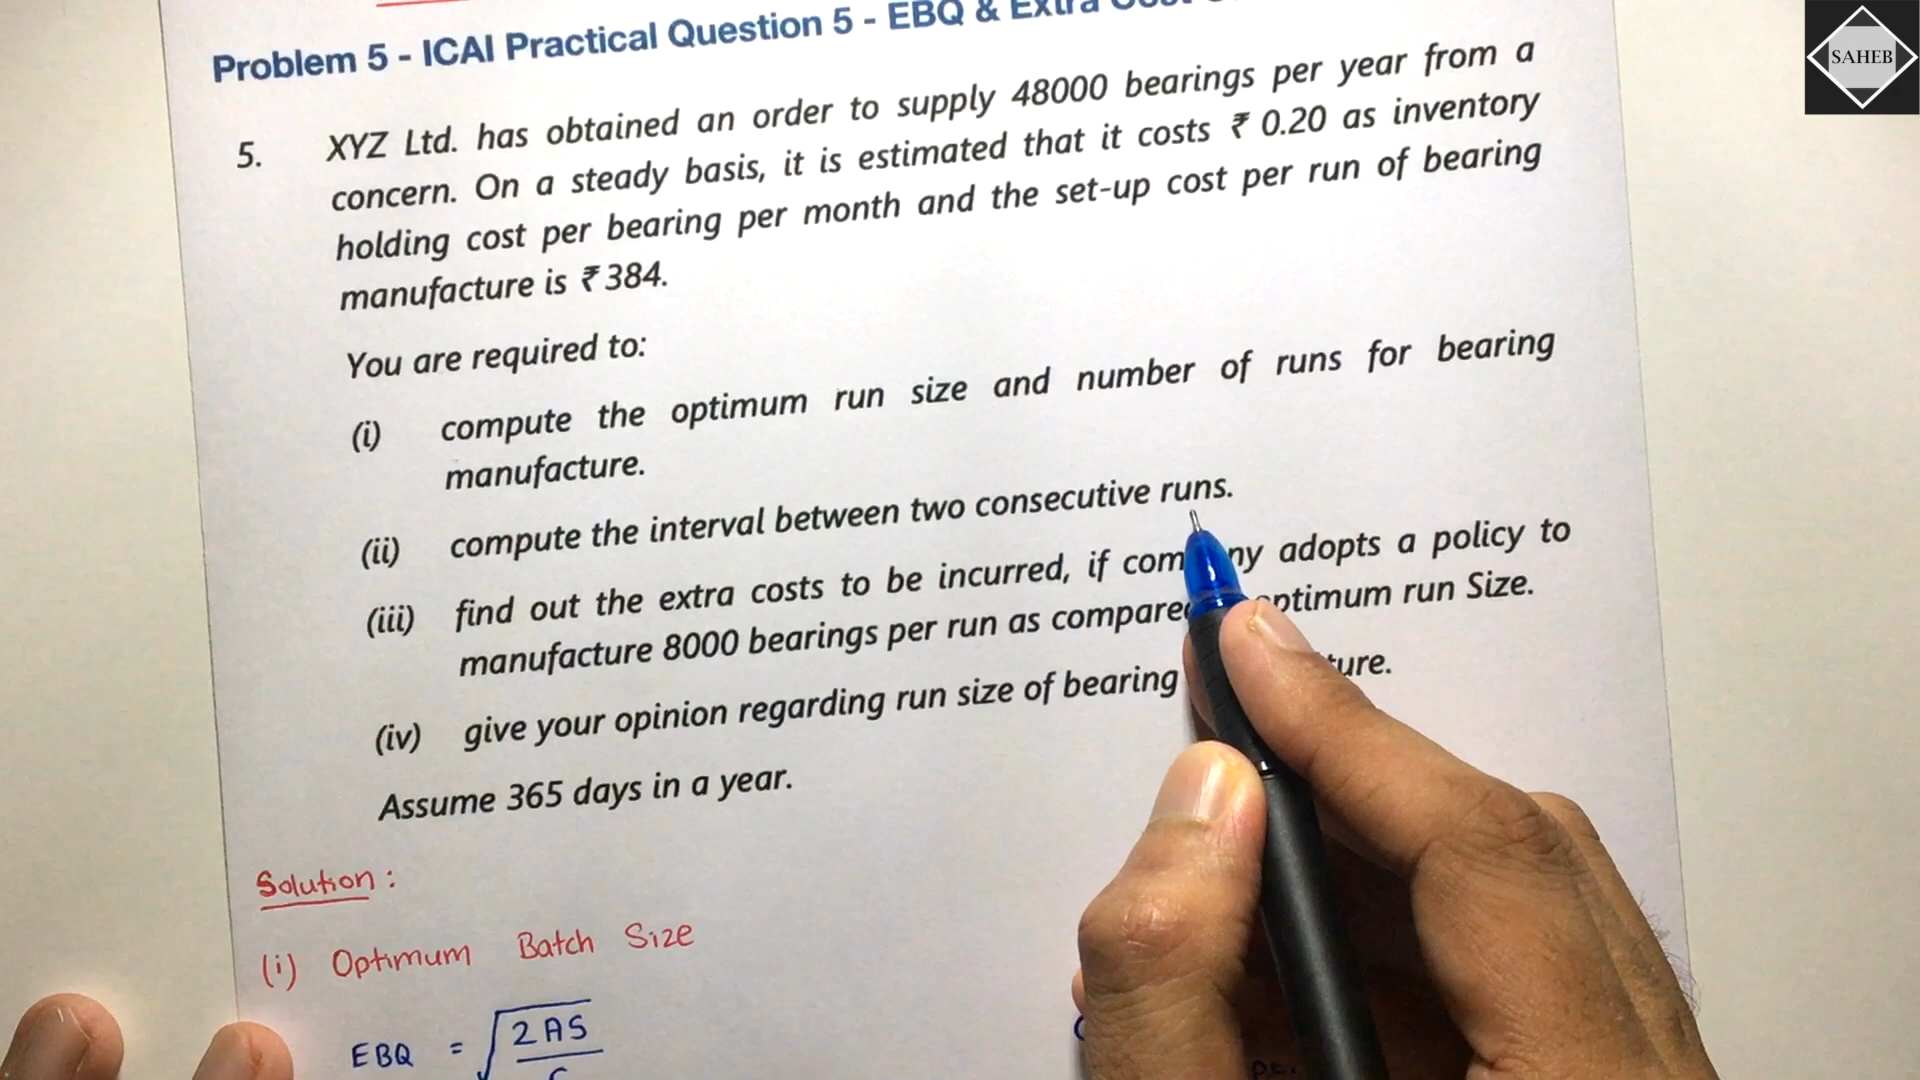 SAHEB
Problem 5 - ICAI Practical Question 5 - EBQ & Extra
5. XYZ Ltd. has obtained an order to supply 48000 bearings per year from a
concern. On a steady basis, it is estimated that it costs ₹ 0.20 as inventory
holding cost per bearing per month and the set-up cost per run of bearing
manufacture is ₹ 384.
You are required to:
(i) compute the optimum run size and number of runs for bearing
manufacture.
(ii) compute the interval between two consecutive runs.
(iii) find out the extra costs to be incurred, if adopts a policy to
manufacture 8000 bearings per run as optimum run Size.
(iv) give your opinion regarding run size of bearing
Assume 365 days in a year.
Solution :
(i) Optimum Batch Size
EBQ = √2AS